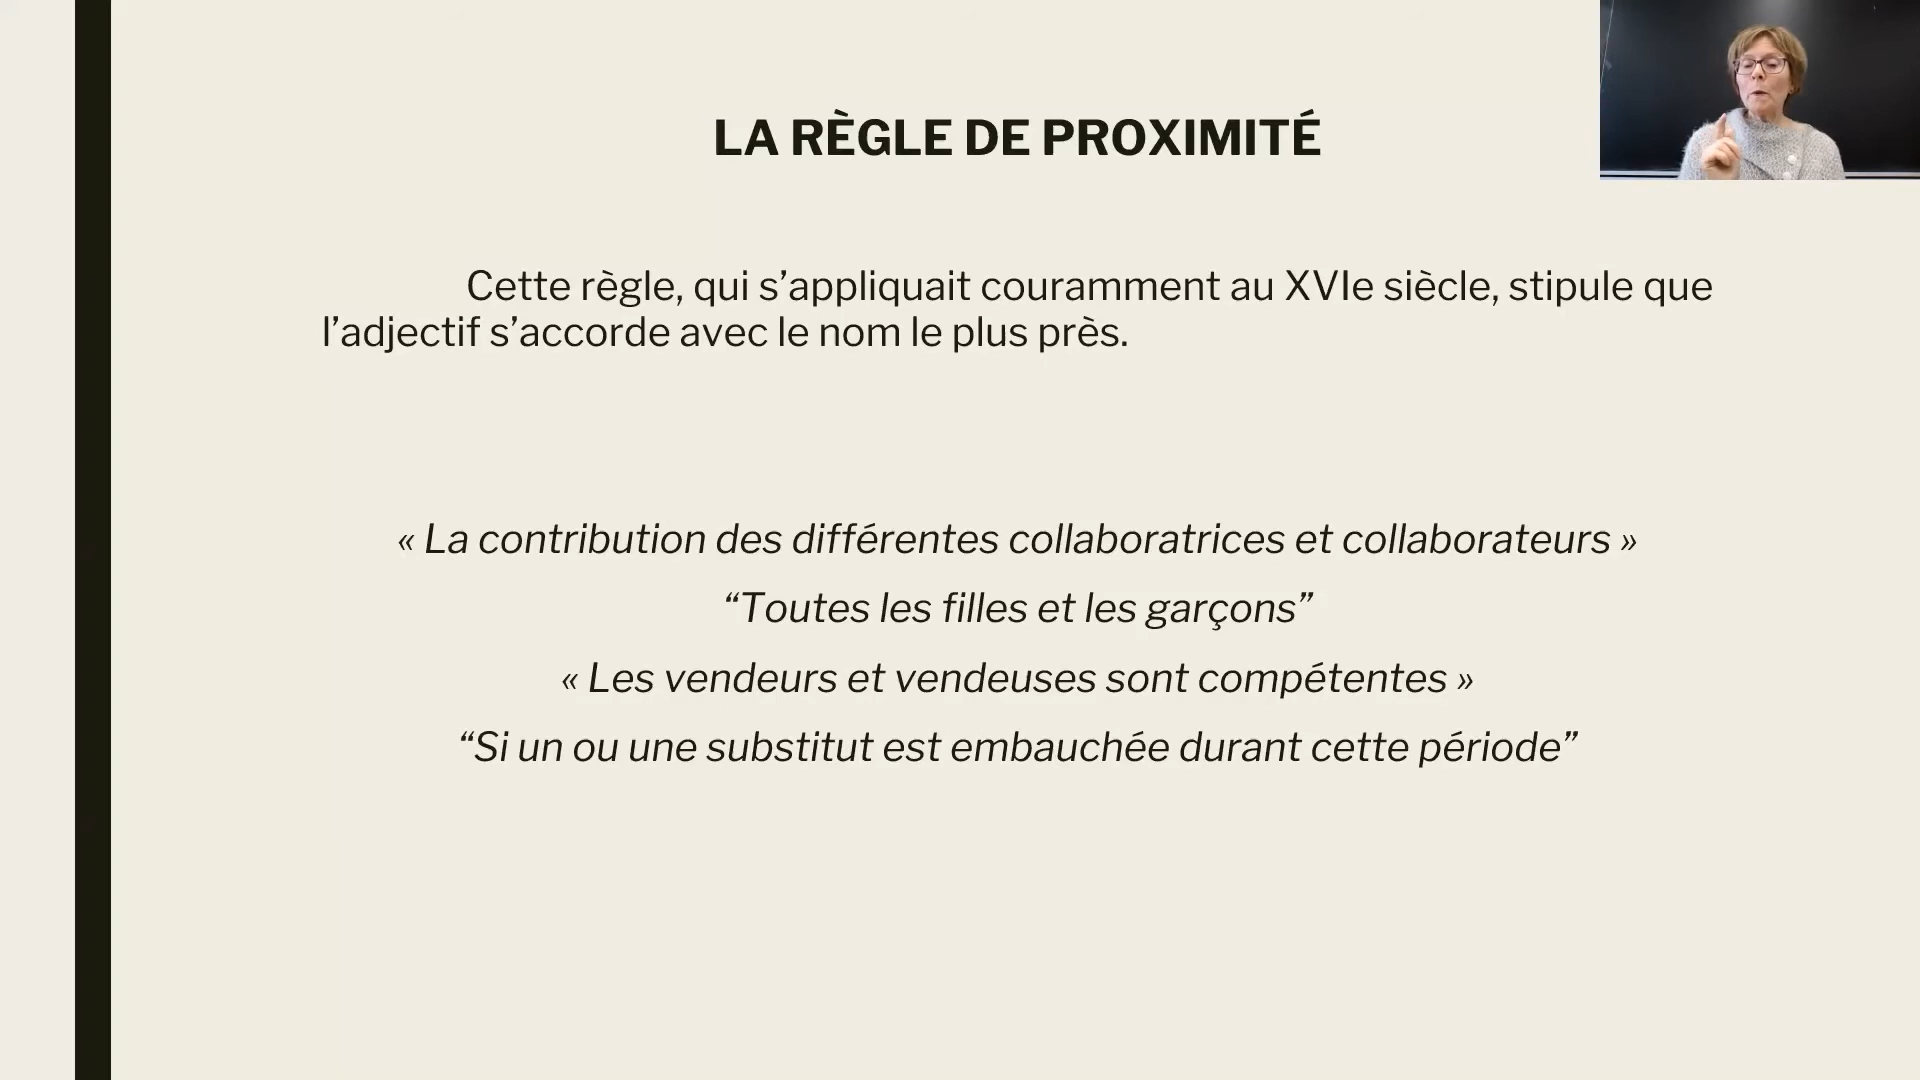 LA RÈGLE DE PROXIMITÉ
Cette règle, qui s’appliquait couramment au XVIe siècle, stipule que
l’adjectif s’accorde avec le nom le plus près.
« La contribution des différentes collaboratrices et collaborateurs »
“Toutes les filles et les garçons”
« Les vendeurs et vendeuses sont compétentes »
“Si un ou une substitut est embauchée durant cette période”